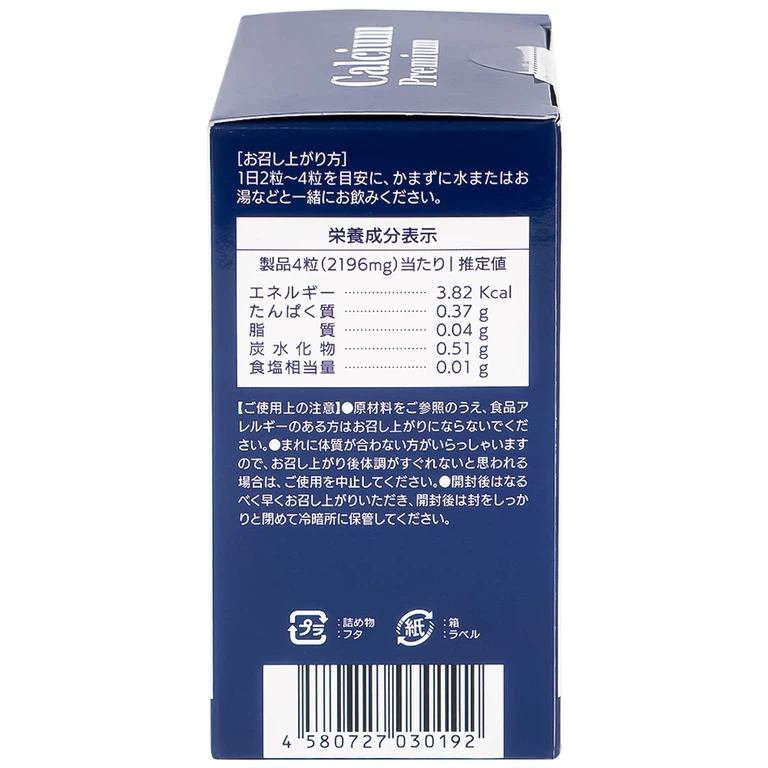 Calcium
Premium
[お召し上がり方]
1日2粒～4粒を目安に、かまずに水またはお
湯などと一緒にお飲みください。
栄養成分表示
製品4粒(2196mg)当たり|推定値
エネルギー ・・・・・・・・・・・・・・ 3.82 Kcal
たんぱく質 ・・・・・・・・・・・・・・ 0.37 g
脂　　質 ・・・・・・・・・・・・・・ 0.04 g
炭水化物 ・・・・・・・・・・・・・・ 0.51 g
食塩相当量 ・・・・・・・・・・・・・・ 0.01 g
【ご使用上の注意】●原材料をご参照のうえ、食品ア
レルギーのある方はお召し上がりにならないでくだ
さい。●まれに体質が合わない方がいらっしゃいます
ので、お召し上がり後体調がすぐれないと思われる
場合は、ご使用を中止してください。●開封後はなる
べく早くお召し上がりいただき、開封後は封をしっか
りと閉めて冷暗所に保管してください。
プラ :詰め物 :フタ
紙 :箱 :ラベル
4 580727 030192